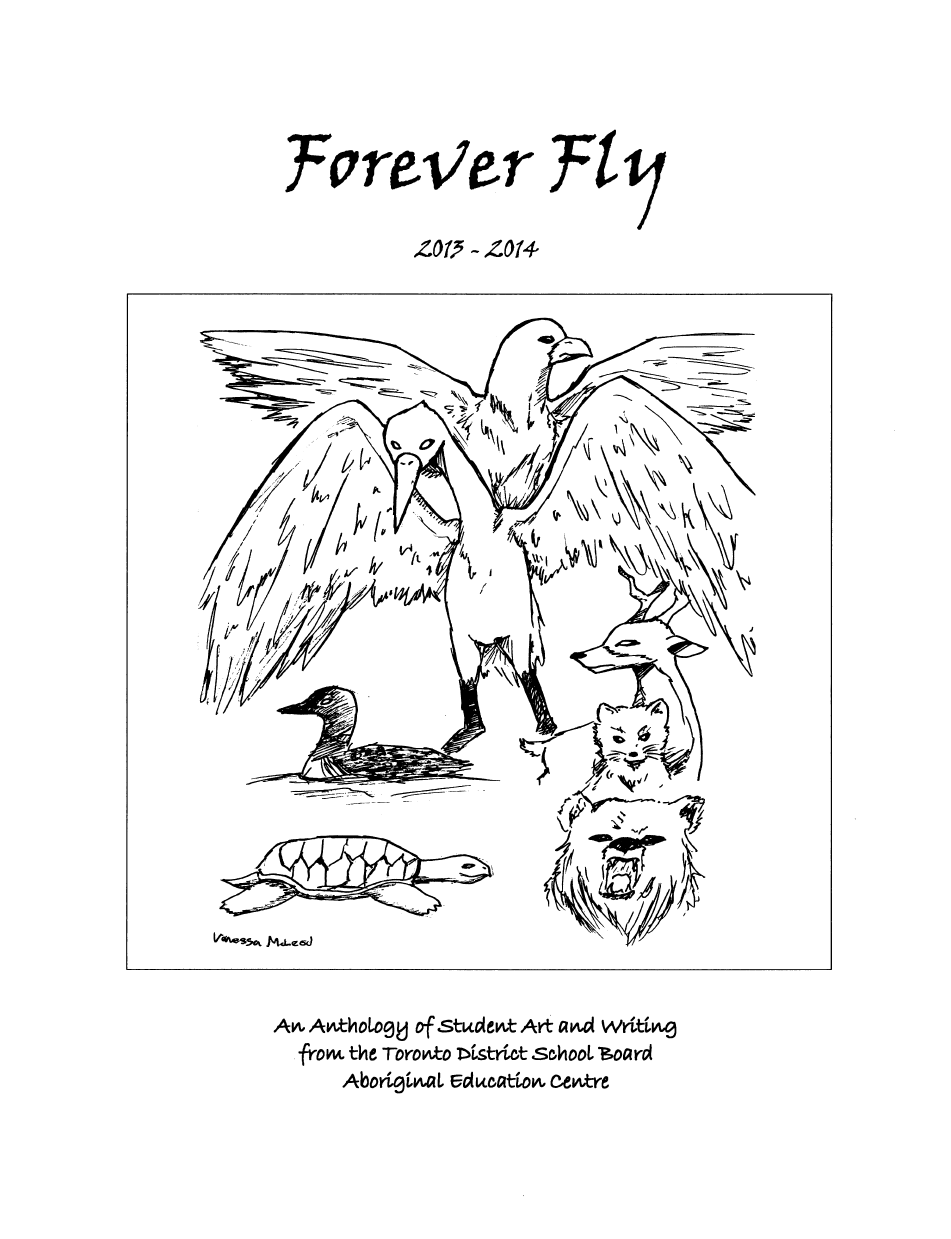 Forever Fly
2013 - 2014
Vanessa McLeod
An Anthology of Student Art and Writing
from the Toronto District School Board
Aboriginal Education Centre